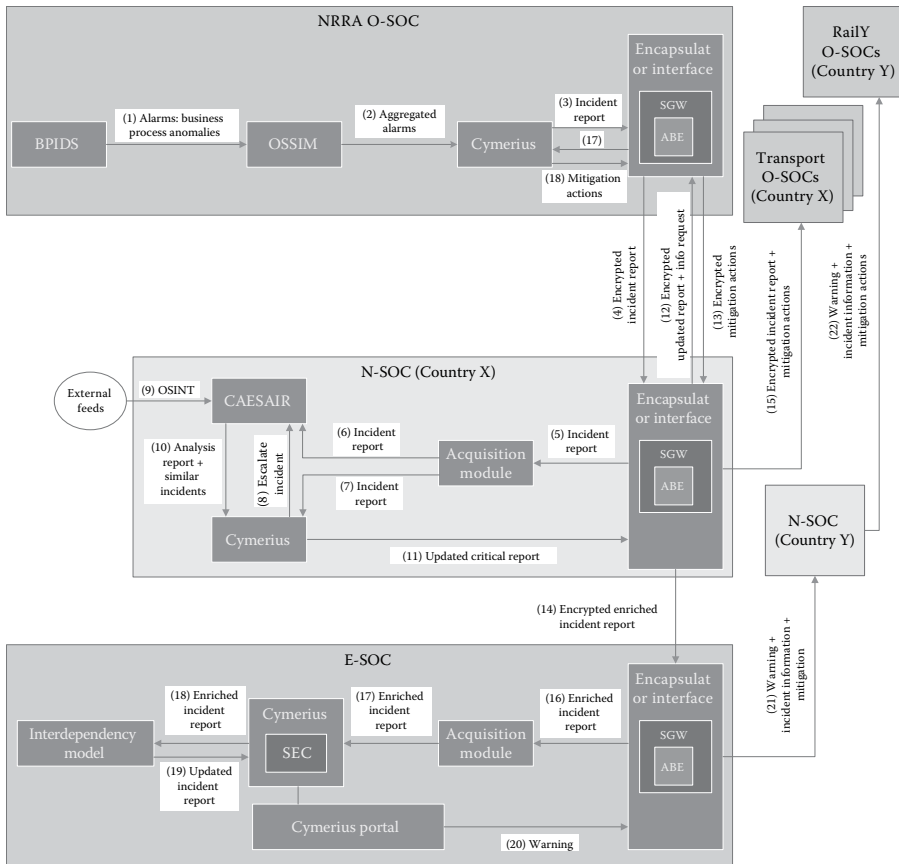 NRRA O-SOC
Encapsulat
or interface
SGW
ABE
BPIDS
(1) Alarms: business
process anomalies
OSSIM
(2) Aggregated
alarms
Cymerius
(3) Incident
report
(17)
(18) Mitigation
actions
RailY
O-SOCs
(Country Y)
Transport
O-SOCs
(Country X)
(4) Encrypted
incident report
(12) Encrypted
updated report + info request
(13) Encrypted
mitigation actions
(15) Encrypted incident report +
mitigation actions
(22) Warning +
incident information +
mitigation actions
N-SOC (Country X)
External
feeds
(9) OSINT
CAESAIR
(10) Analysis
report +
similar incidents
(8) Escalate
incident
(6) Incident
report
(7) Incident
report
Acquisition
module
(5) Incident
report
Encapsulat
or interface
SGW
ABE
Cymerius
(11) Updated critical report
N-SOC
(Country Y)
(14) Encrypted enriched
incident report
(21) Warning +
incident information +
mitigation
E-SOC
Interdependency
model
(18) Enriched
incident
report
(19) Updated
incident
report
Cymerius
SEC
(17) Enriched
incident
report
Acquisition
module
(16) Enriched
incident
report
Encapsulat
or interface
SGW
ABE
Cymerius portal
(20) Warning